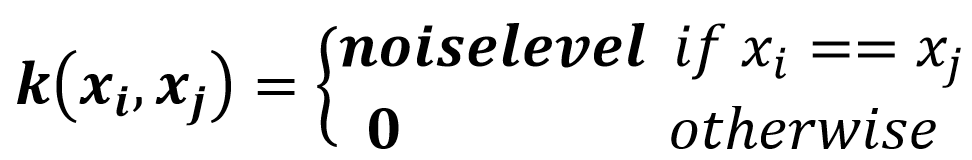 k(x_i, x_j) = { noiselevel if x_i == x_j
0 otherwise